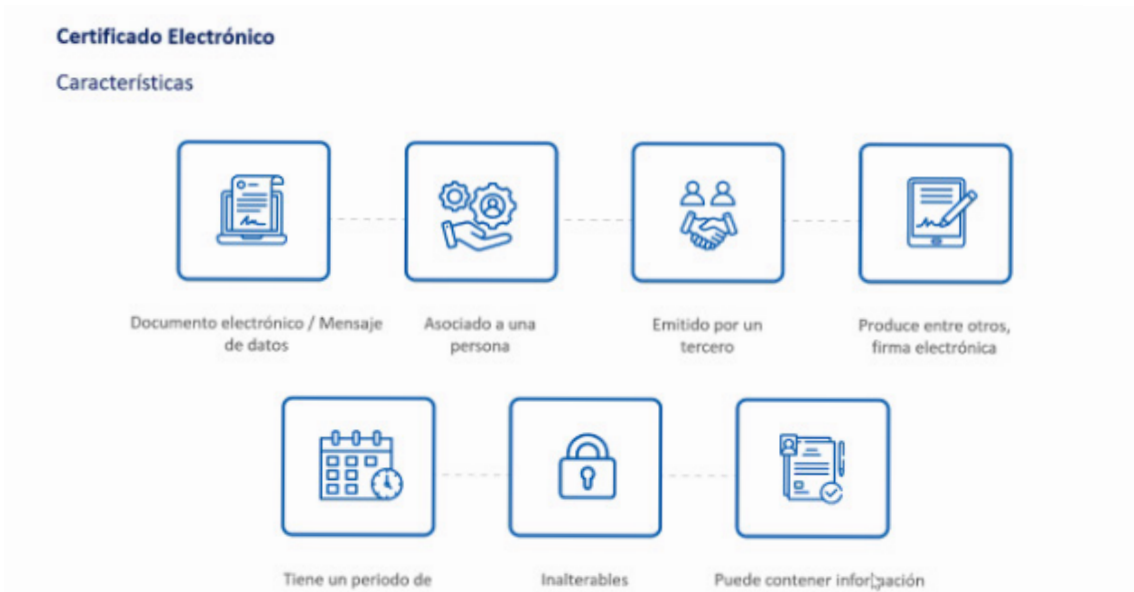 Certificado Electrónico
Características
Documento electrónico / Mensaje
de datos
Asociado a una
persona
Emitido por un
tercero
Produce entre otros,
firma electrónica
Tiene un periodo de
Inalterables
Puede contener información